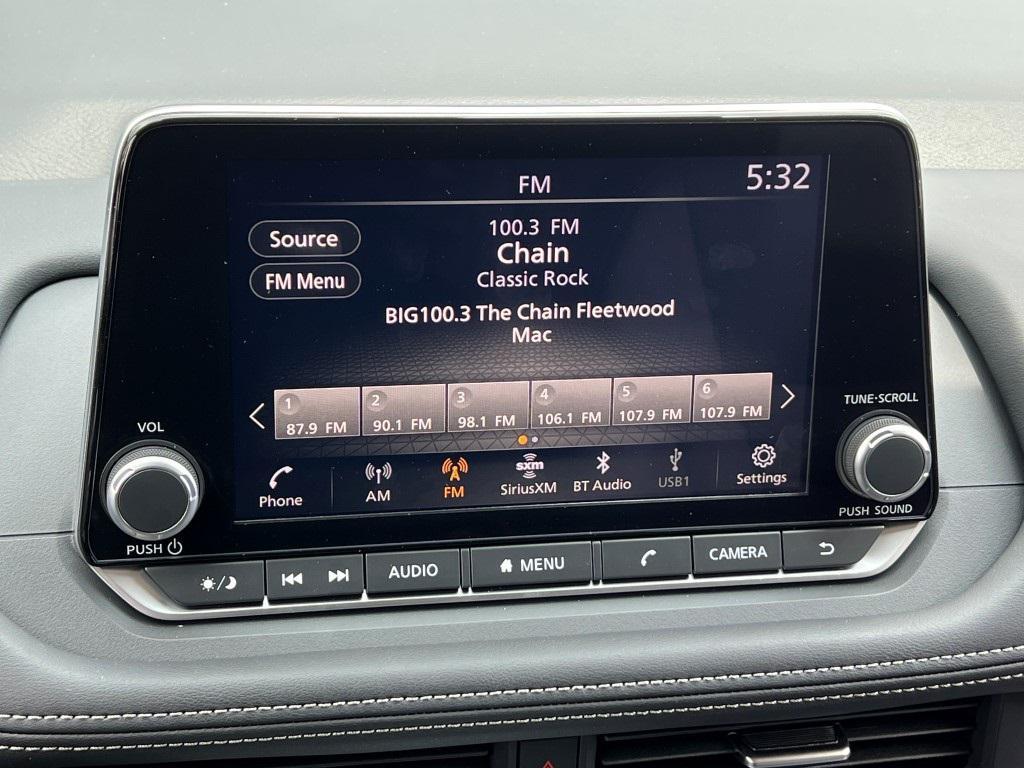 FM
5:32
Source
FM Menu
100.3 FM
Chain
Classic Rock
BIG100.3 The Chain Fleetwood
Mac
1 2 3 4 5 6
87.9 FM 90.1 FM 98.1 FM 106.1 FM 107.9 FM 107.9 FM
Phone AM FM sxm SiriusXM BT Audio USB1 Settings
VOL
PUSH
TUNE·SCROLL
PUSH SOUND
AUDIO MENU CAMERA